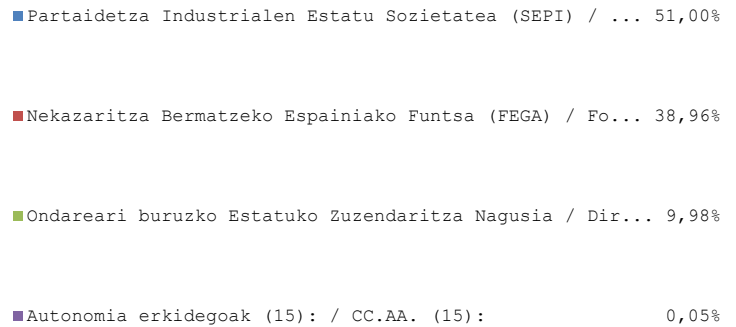 Partaidetza Industrialen Estatu Sozietatea (SEPI) / ... 51,00%
Nekazaritza Bermatzeko Espainiako Funtsa (FEGA) / Fo... 38,96%
Ondareari buruzko Estatuko Zuzendaritza Nagusia / Dir... 9,98%
Autonomia erkidegoak (15): / CC.AA. (15): 0,05%